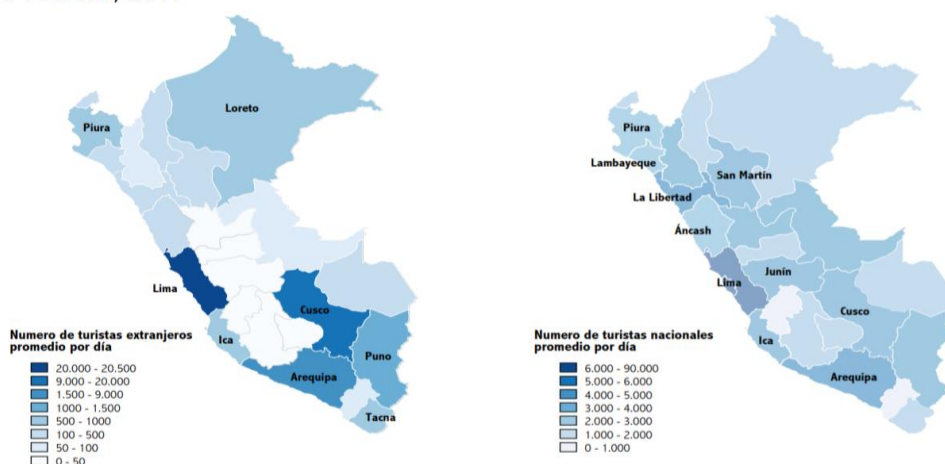 Loreto
Piura
Lima
Cusco
Ica
Puno
Arequipa
Tacna
Numero de turistas extranjeros
promedio por día
20.000 - 20.500
9.000 - 20.000
1.500 - 9.000
1000 - 1.500
500 - 1000
100 - 500
50 - 100
0 - 50
Piura
Lambayeque
San Martín
La Libertad
Áncash
Lima
Junín
Cusco
Ica
Arequipa
Numero de turistas nacionales
promedio por día
6.000 - 90.000
5.000 - 6.000
4.000 - 5.000
3.000 - 4.000
2.000 - 3.000
1.000 - 2.000
0 - 1.000